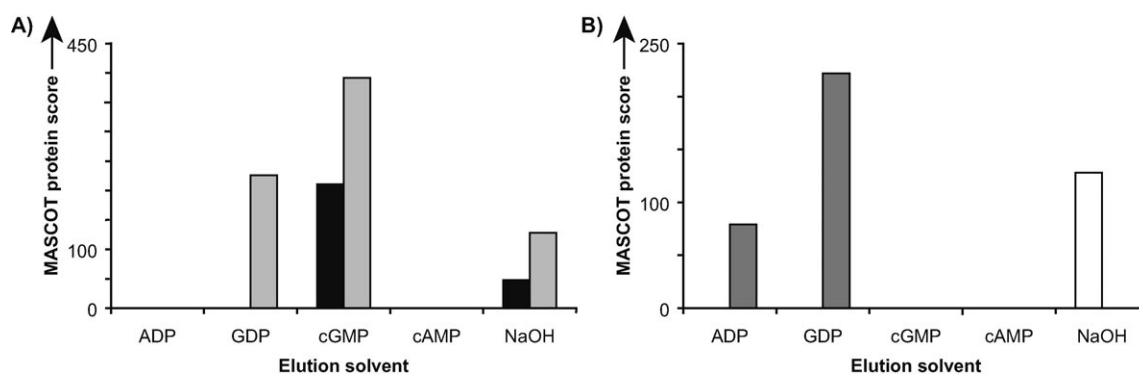 A)
MASCOT protein score
450
100
0
ADP GDP cGMP cAMP NaOH
Elution solvent
B)
MASCOT protein score
250
100
0
ADP GDP cGMP cAMP NaOH
Elution solvent